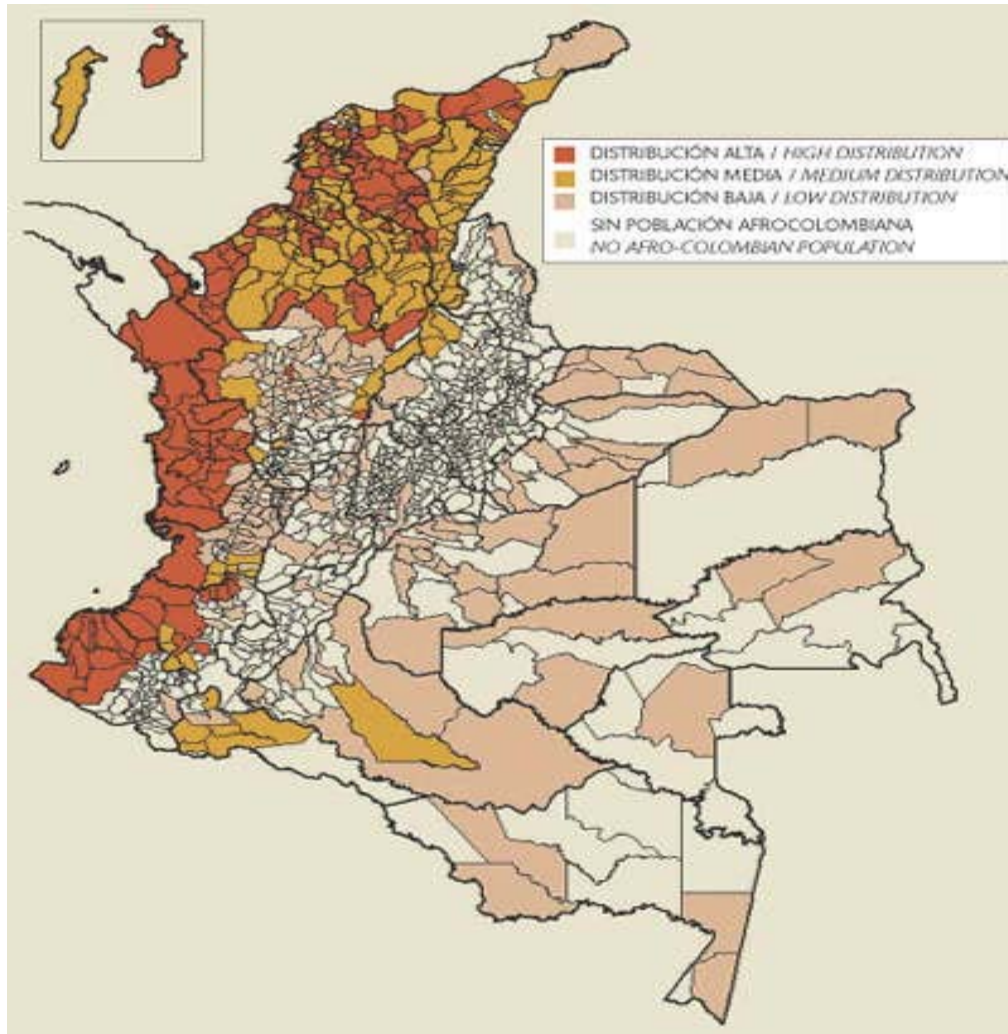 DISTRIBUCIÓN ALTA / HIGH DISTRIBUTION
DISTRIBUCIÓN MEDIA / MEDIUM DISTRIBUTION
DISTRIBUCIÓN BAJA / LOW DISTRIBUTION
SIN POBLACIÓN AFROCOLOMBIANA
NO AFRO-COLOMBIAN POPULATION